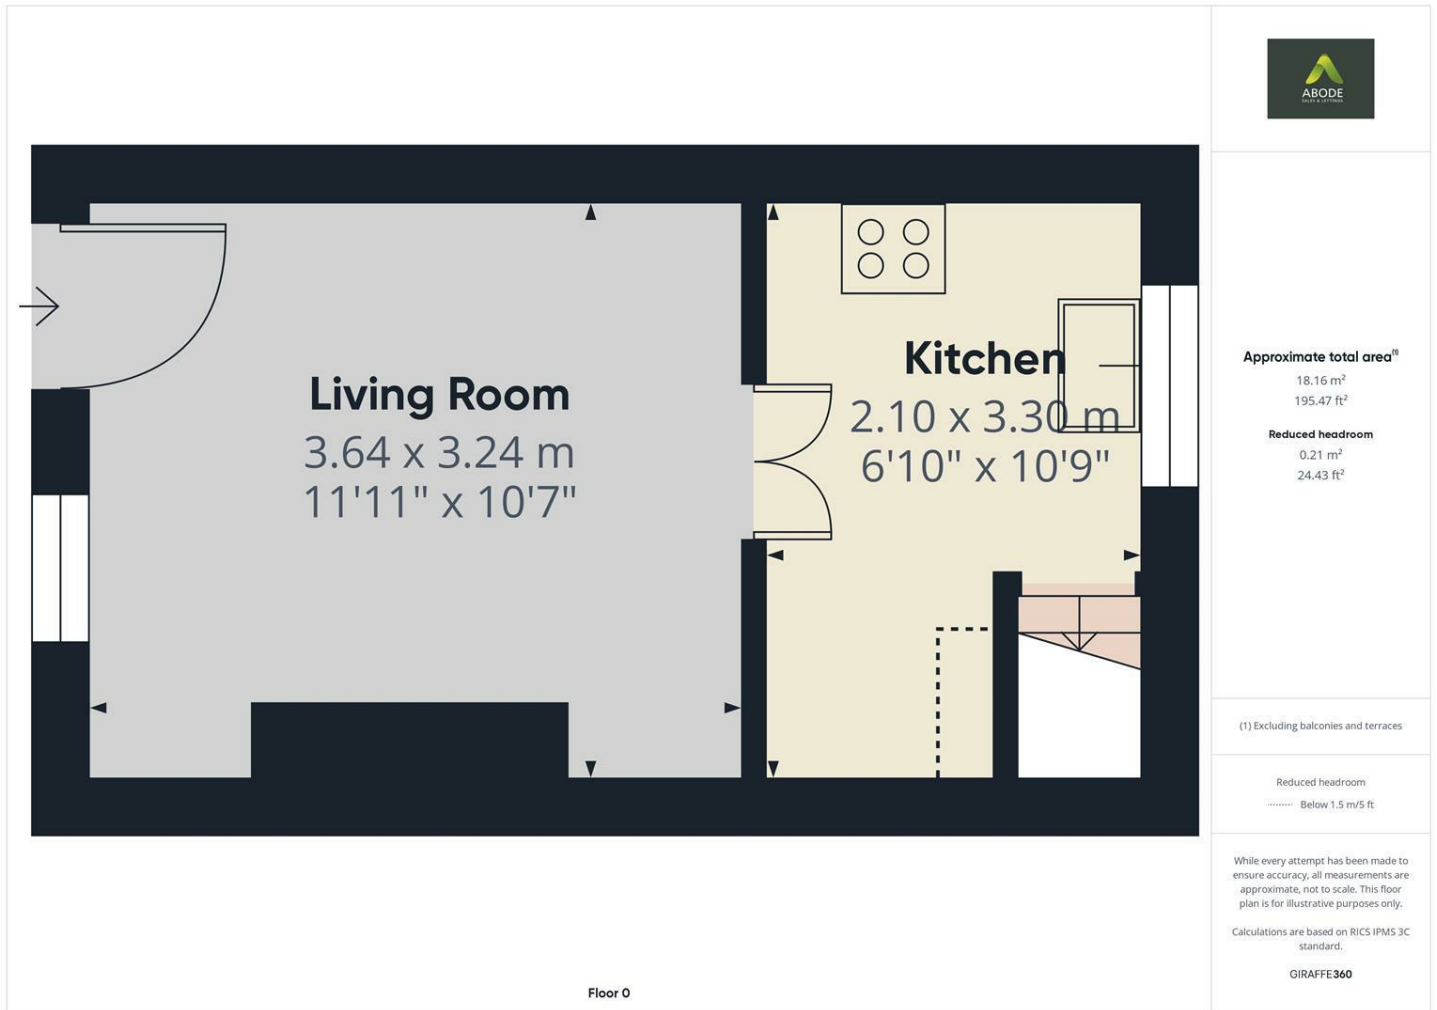 ABODE
SALES & LETTINGS
Living Room
3.64 x 3.24 m
11'11" x 10'7"
Kitchen
2.10 x 3.30 m
6'10" x 10'9"
Approximate total area(1)
18.16 m²
195.47 ft²
Reduced headroom
0.21 m²
24.43 ft²
(1) Excluding balconies and terraces
Reduced headroom
Below 1.5 m/5 ft
While every attempt has been made to
ensure accuracy, all measurements are
approximate, not to scale. This floor
plan is for illustrative purposes only.
Calculations are based on RICS IPMS 3C
standard.
GIRAFFE360
Floor 0